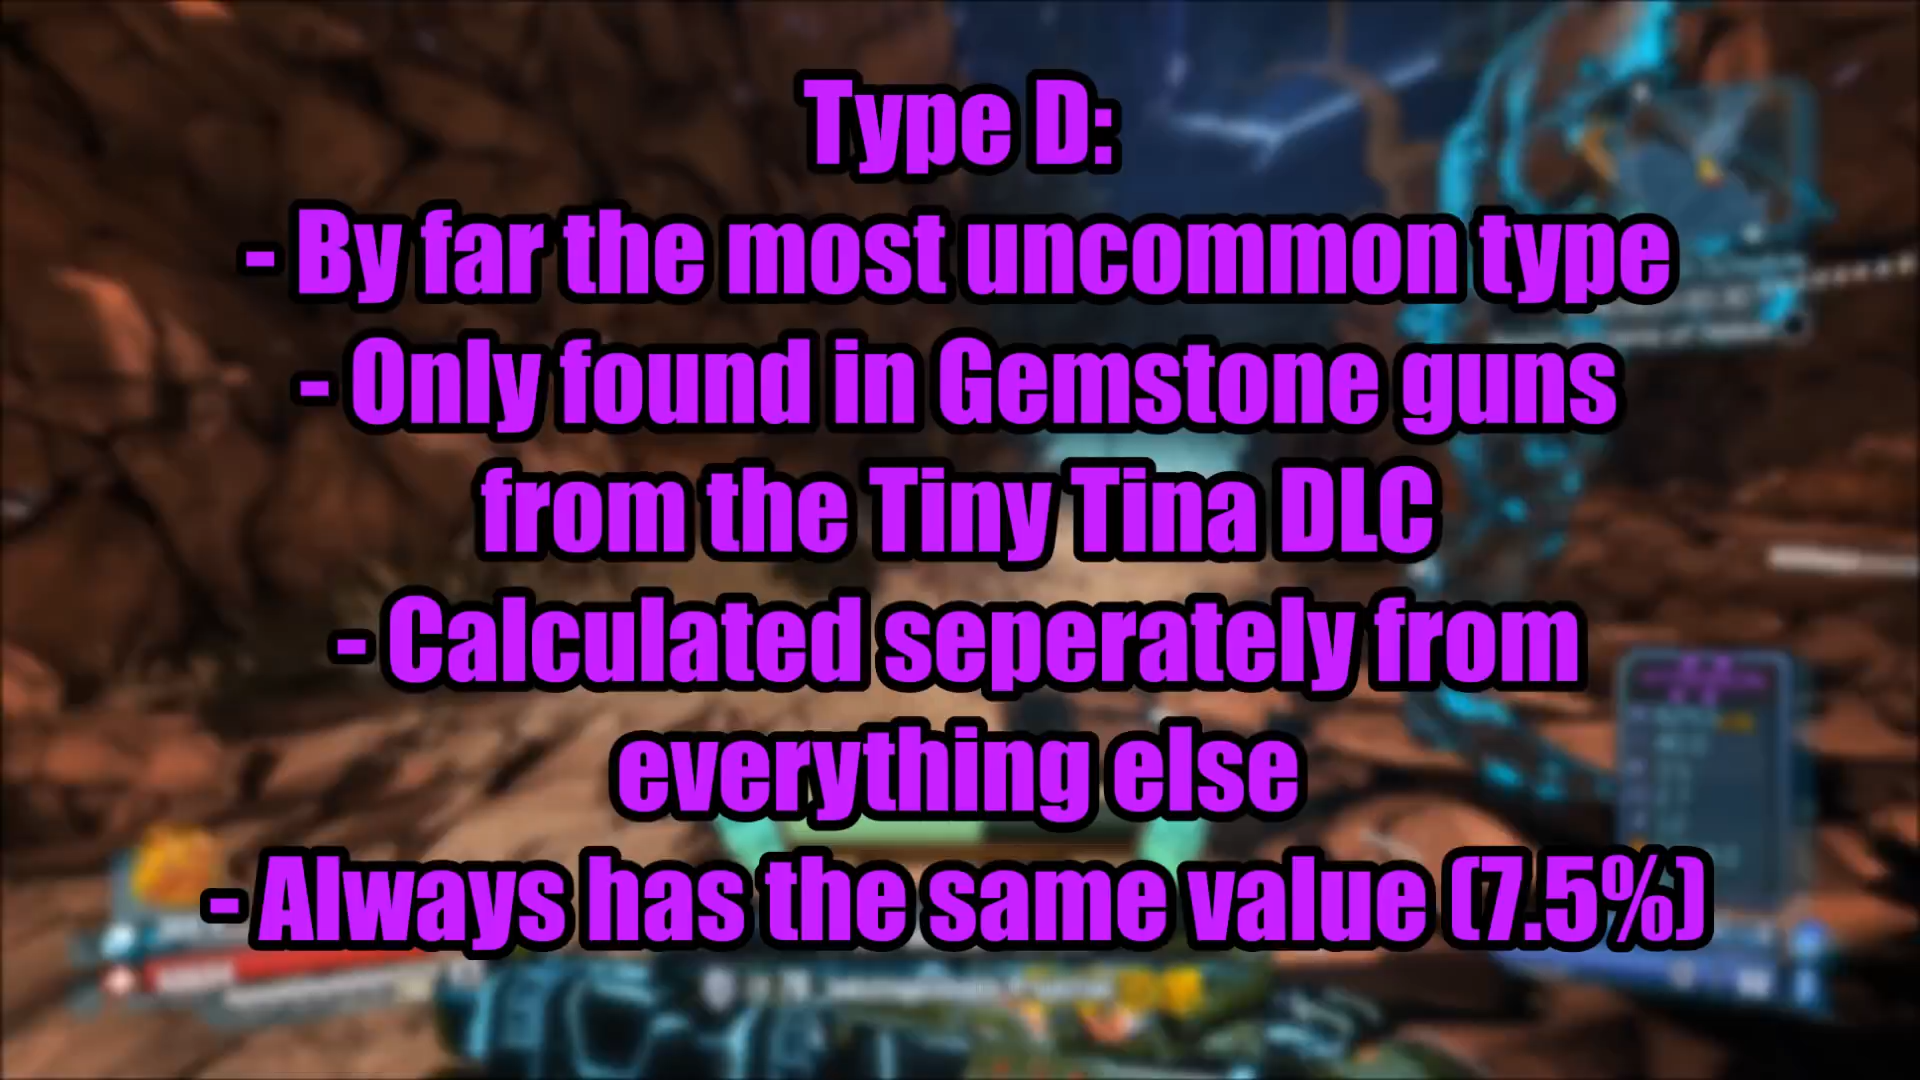 Type D:
- By far the most uncommon type
- Only found in Gemstone guns
from the Tiny Tina DLC
- Calculated seperately from
everything else
- Always has the same value (7.5%)